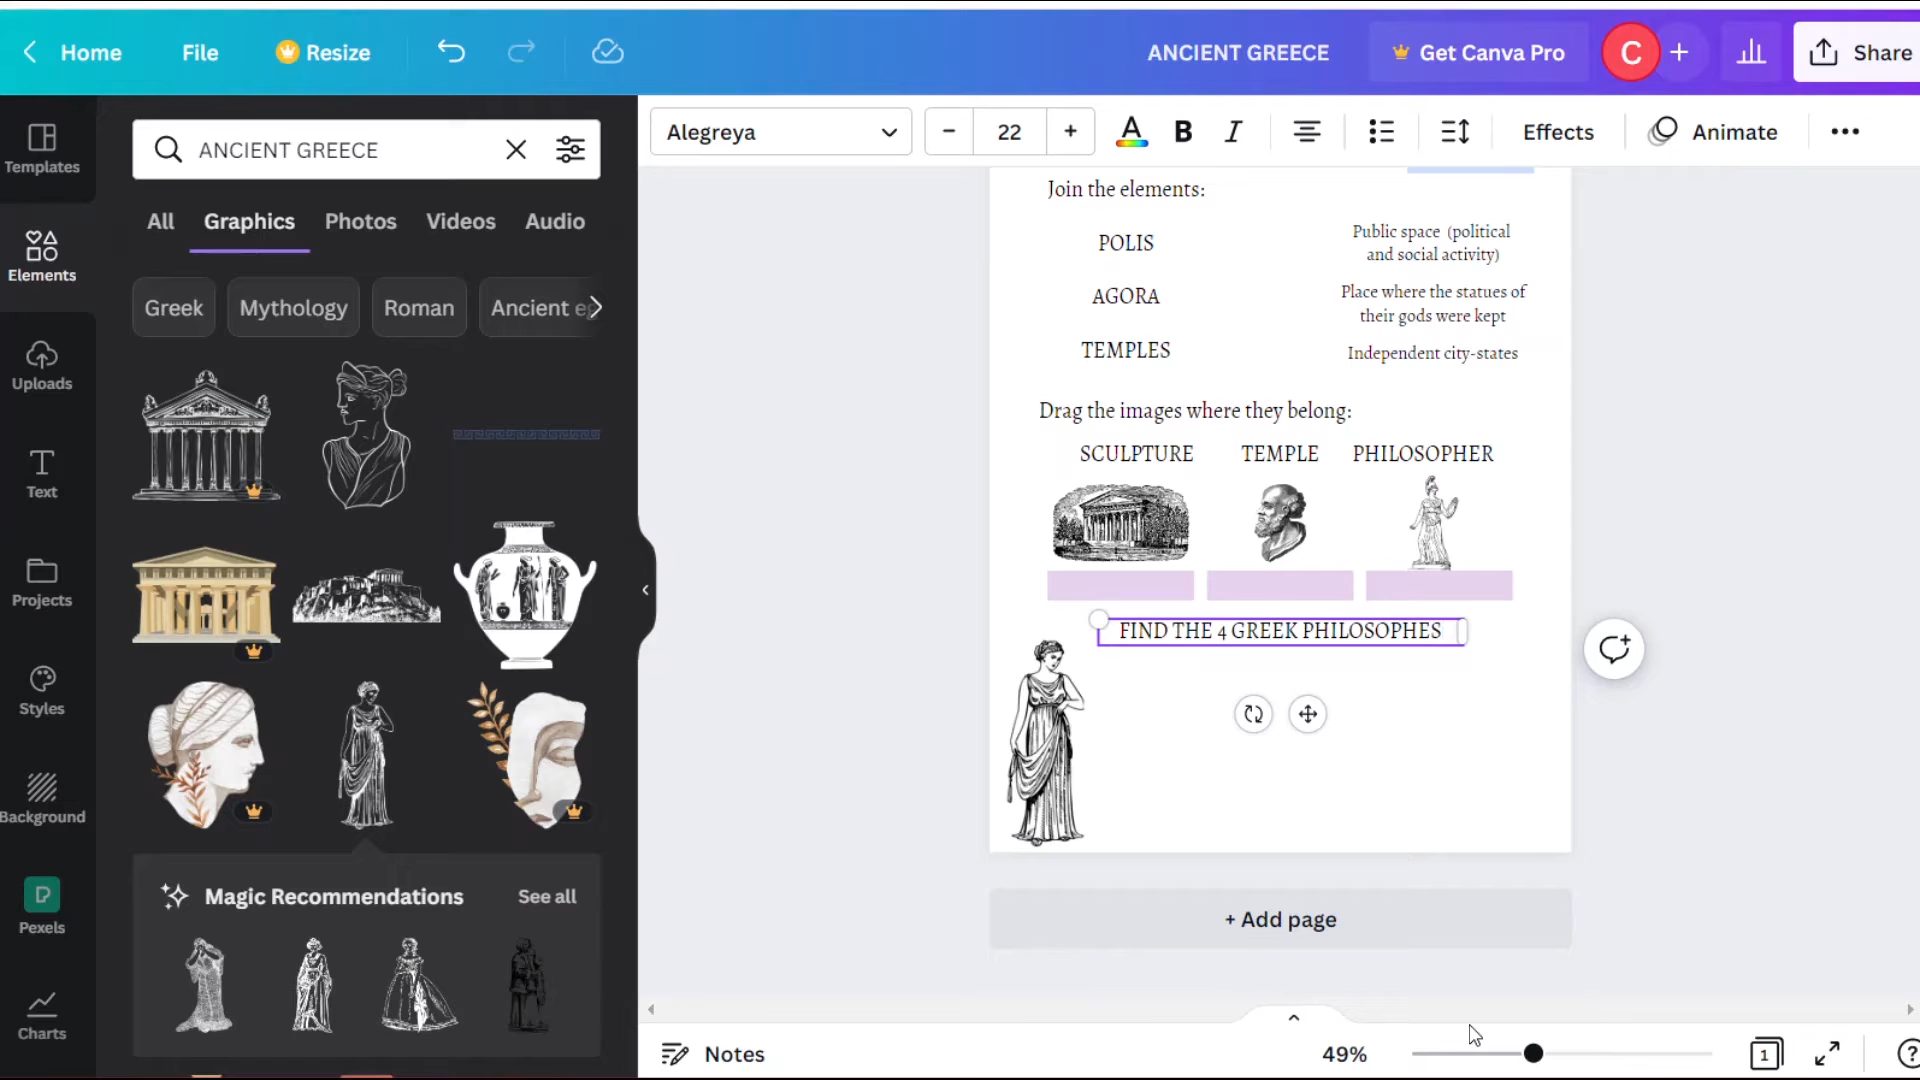 Home
File
Resize
ANCIENT GREECE
Get Canva Pro
C
+
Share
Templates
Elements
Uploads
Text
Projects
Styles
Background
Pexels
Charts
ANCIENT GREECE
All
Graphics
Photos
Videos
Audio
Greek
Mythology
Roman
Ancient e
Magic Recommendations
See all
Alegreya
− 22 +
A
B
I
Effects
Animate
Join the elements:
POLIS
Public space (political
and social activity)
AGORA
Place where the statues of
their gods were kept
TEMPLES
Independent city-states
Drag the images where they belong:
SCULPTURE
TEMPLE
PHILOSOPHER
FIND THE 4 GREEK PHILOSOPHES
+ Add page
Notes
49%
1
?